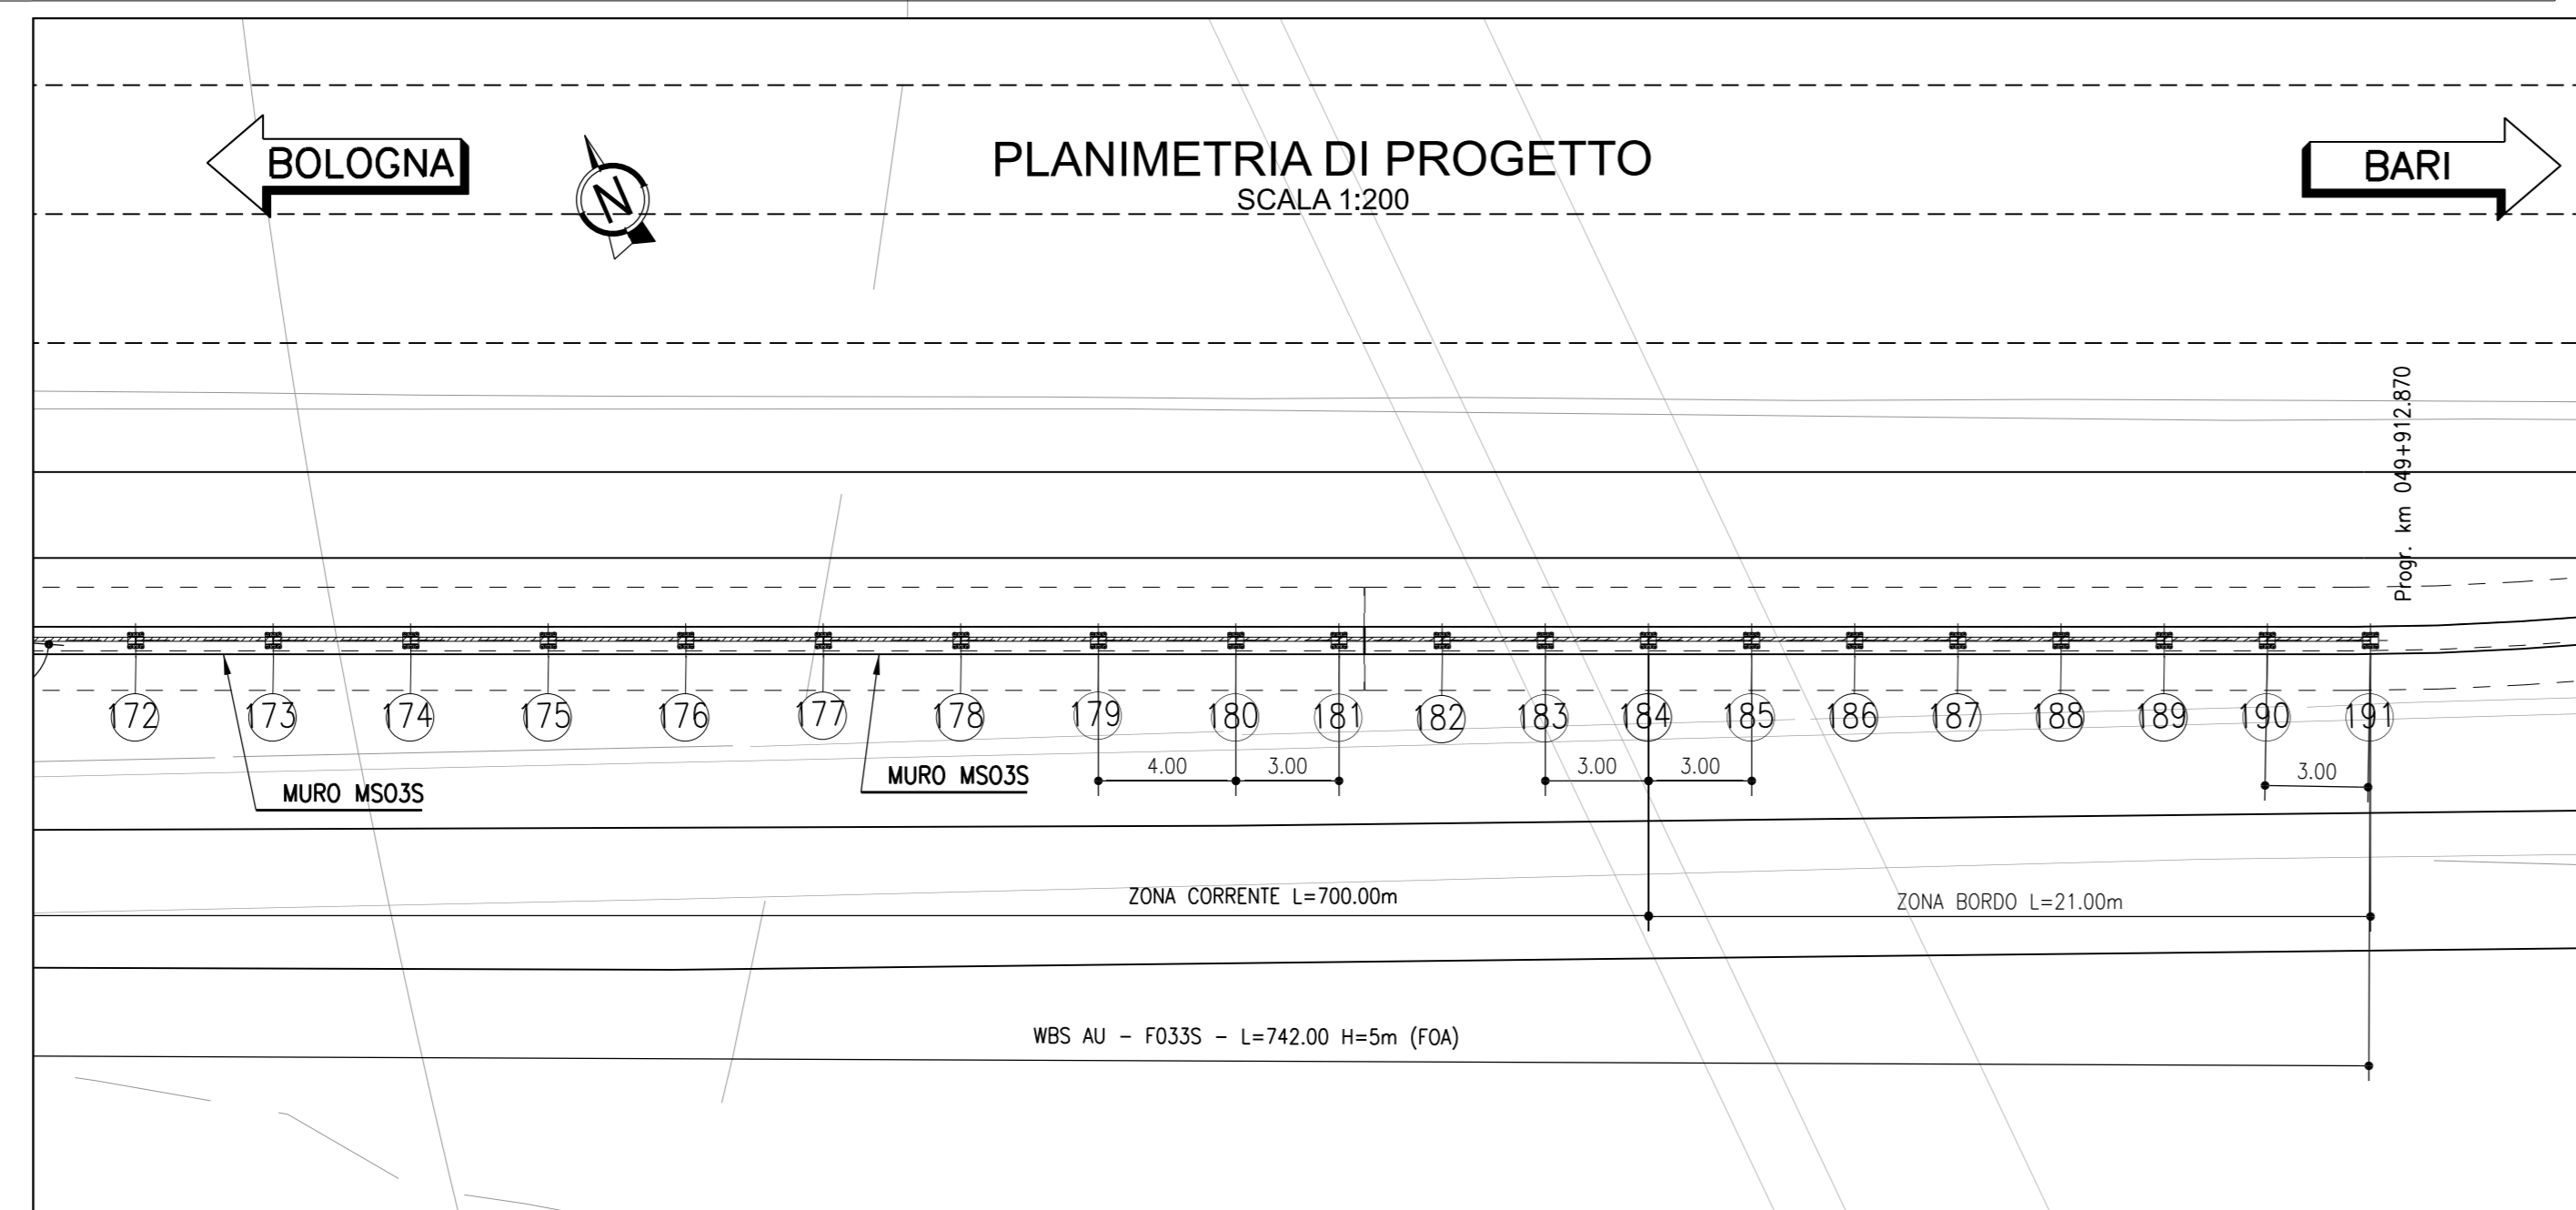 BOLOGNA
N
PLANIMETRIA DI PROGETTO
SCALA 1:200
BARI
Progr. km 049+912.870
172 173 174 175 176 177 178 179 180 181 182 183 184 185 186 187 188 189 190 191
4.00 3.00 3.00 3.00 3.00
MURO MS03S MURO MS03S
ZONA CORRENTE L=700.00m ZONA BORDO L=21.00m
WBS AU - F033S - L=742.00 H=5m (FOA)